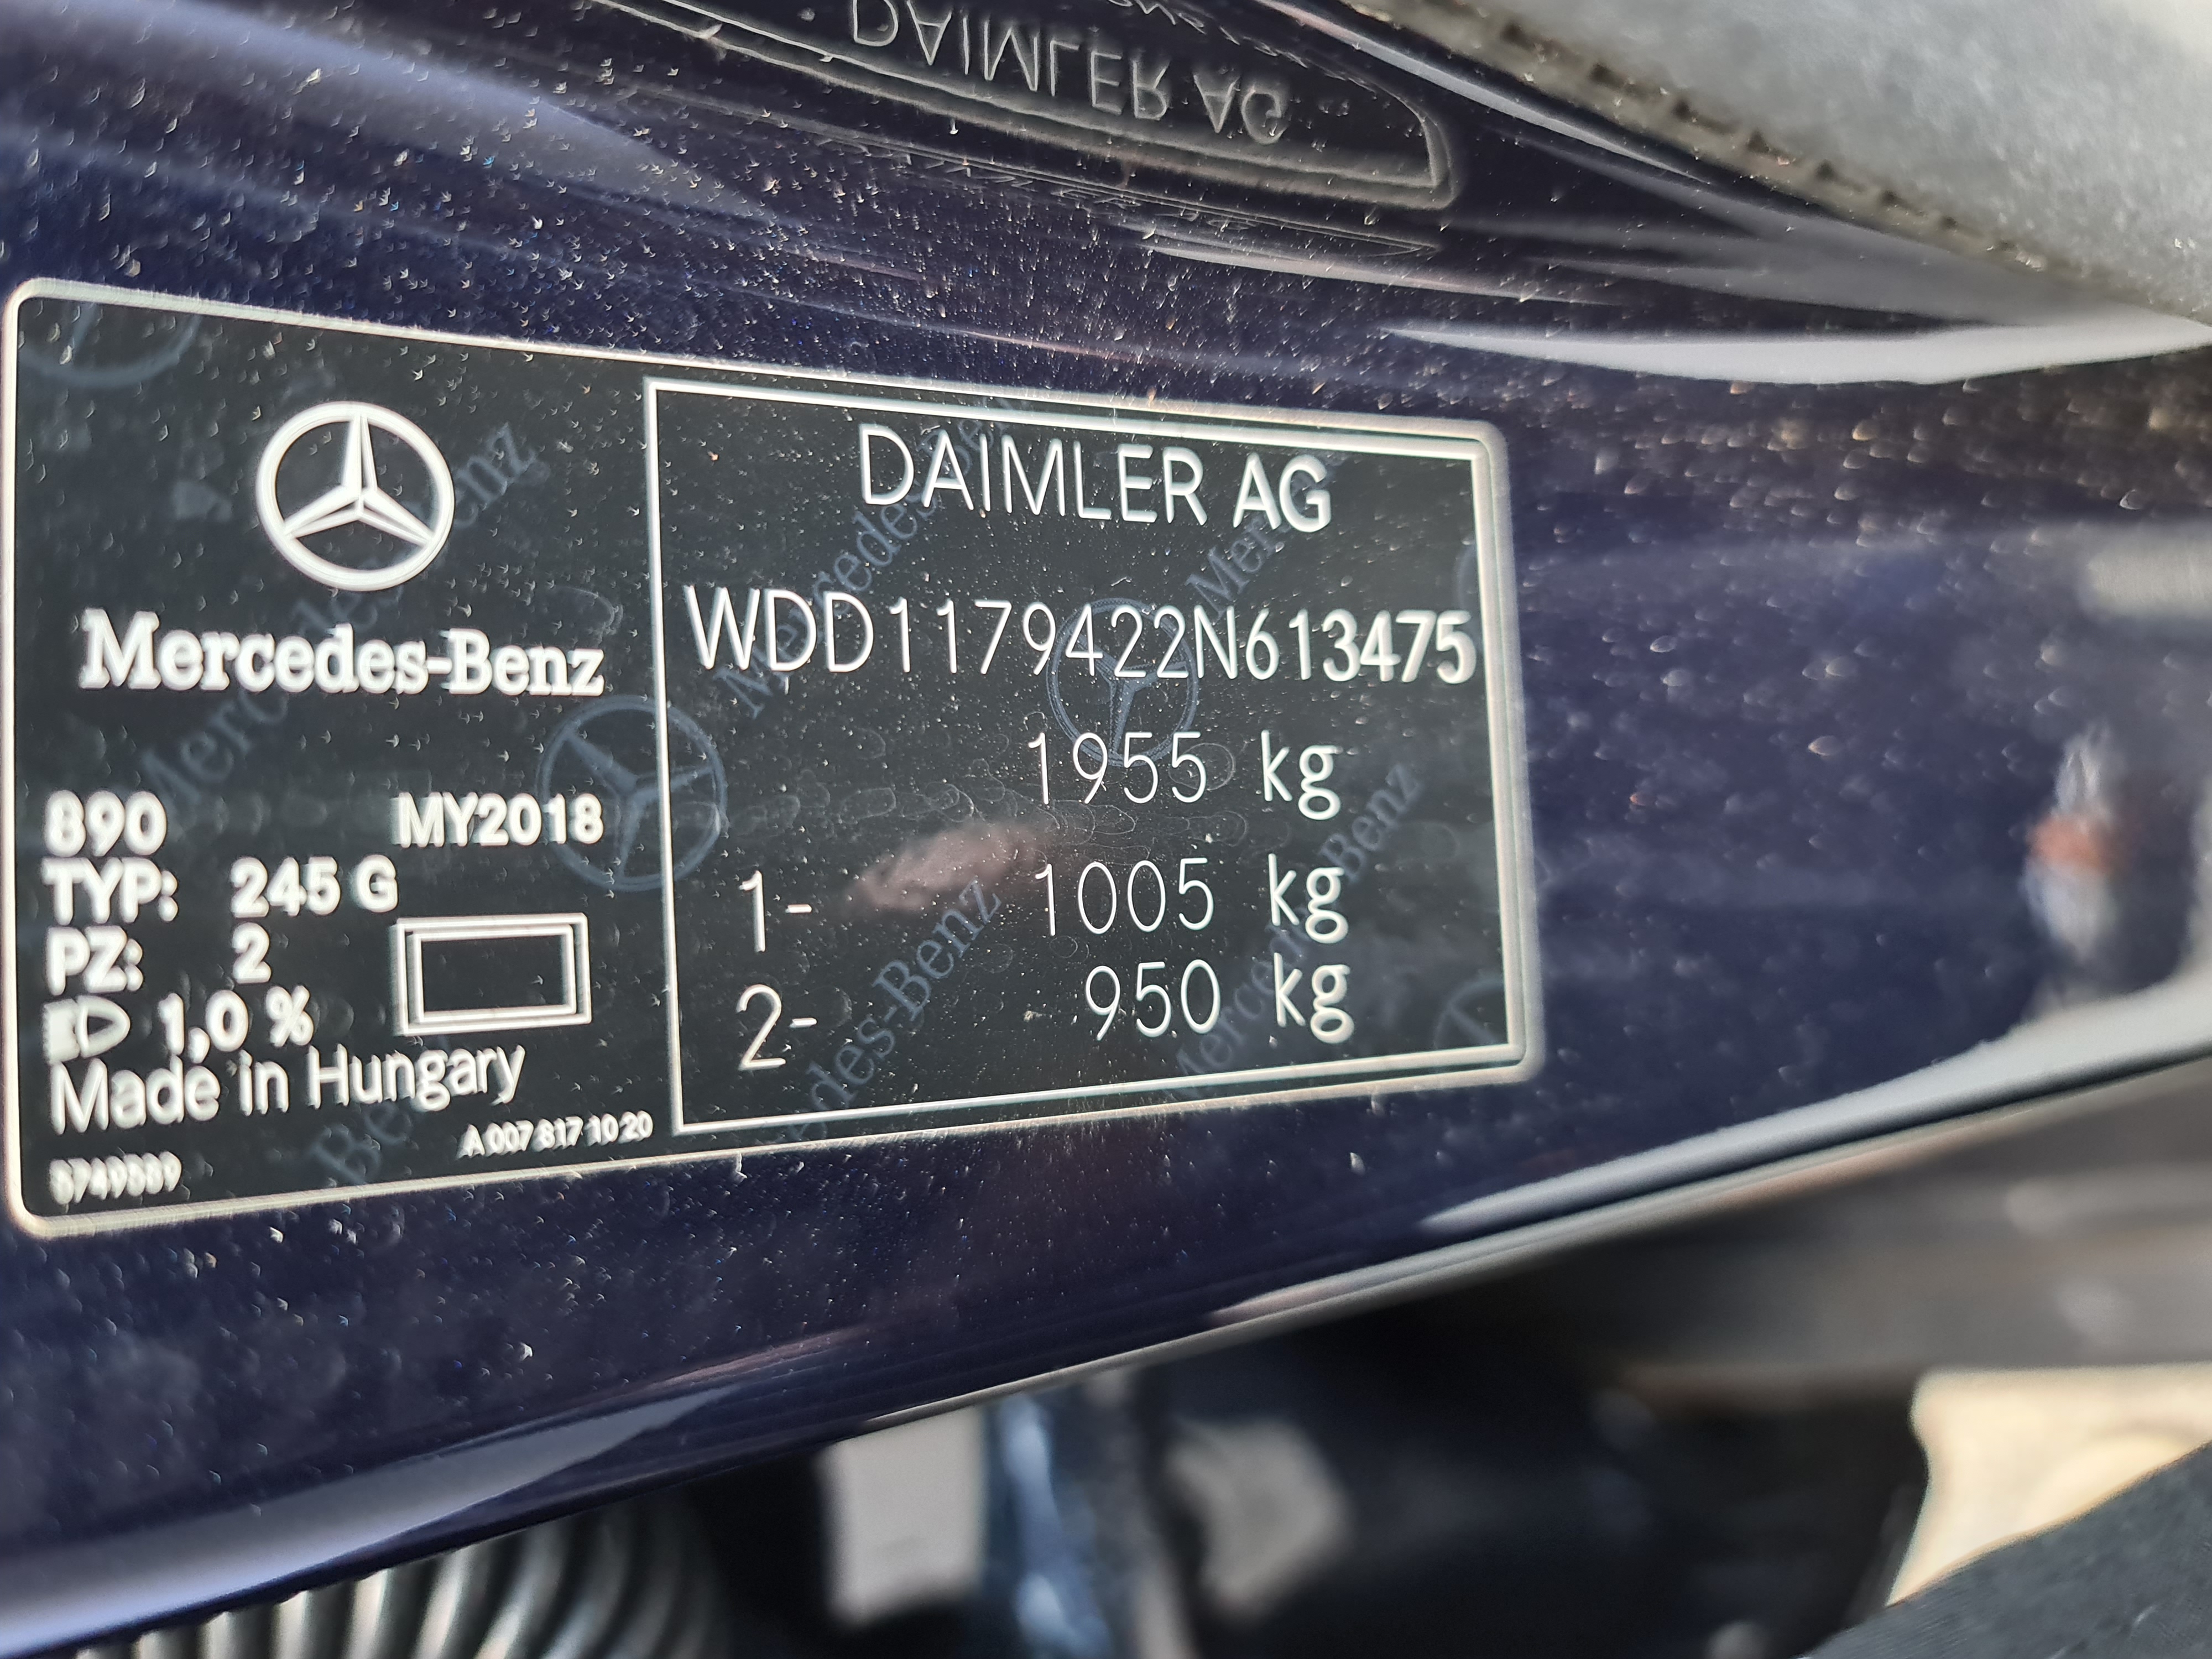 DAIMLER AG
Mercedes-Benz
890 MY2018
TYP: 245 G
PZ: 2
1,0 %
Made in Hungary
A 007 817 10 20
DAIMLER AG
WDD1179422N613475
1955 kg
1- 1005 kg
2- 950 kg